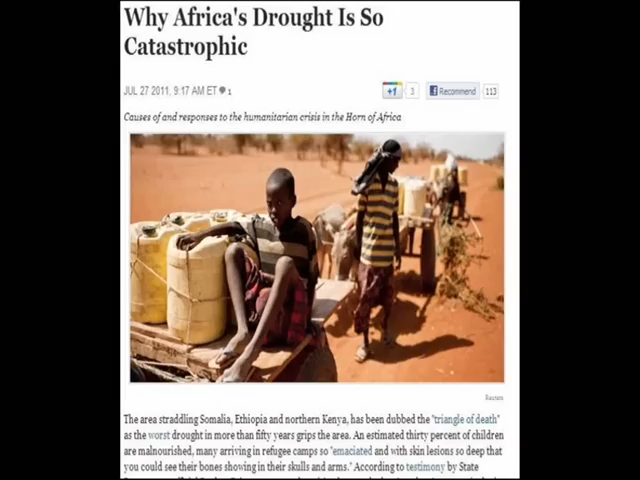 Why Africa's Drought Is So
Catastrophic
JUL 27 2011, 9:17 AM ET 1
+1 3 Recommend 113
Causes of and responses to the humanitarian crisis in the Horn of Africa
Reuters
The area straddling Somalia, Ethiopia and northern Kenya, has been dubbed the "triangle of death"
as the worst drought in more than fifty years grips the area. An estimated thirty percent of children
are malnourished, many arriving in refugee camps so "emaciated and with skin lesions so deep that
you could see their bones showing in their skulls and arms." According to testimony by State